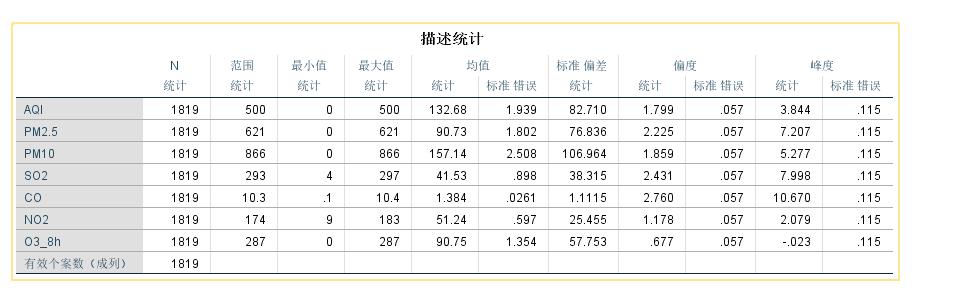 描述统计
N 范围 最小值 最大值 均值 标准 偏差 偏度 峰度
统计 统计 统计 统计 统计 标准 错误 统计 统计 标准 错误 统计 标准 错误
AQI 1819 500 0 500 132.68 1.939 82.710 1.799 .057 3.844 .115
PM2.5 1819 621 0 621 90.73 1.802 76.836 2.225 .057 7.207 .115
PM10 1819 866 0 866 157.14 2.508 106.964 1.859 .057 5.277 .115
SO2 1819 293 4 297 41.53 .898 38.315 2.431 .057 7.998 .115
CO 1819 10.3 .1 10.4 1.384 .0261 1.1115 2.760 .057 10.670 .115
NO2 1819 174 9 183 51.24 .597 25.455 1.178 .057 2.079 .115
O3_8h 1819 287 0 287 90.75 1.354 57.753 .677 .057 -.023 .115
有效个案数（成列） 1819